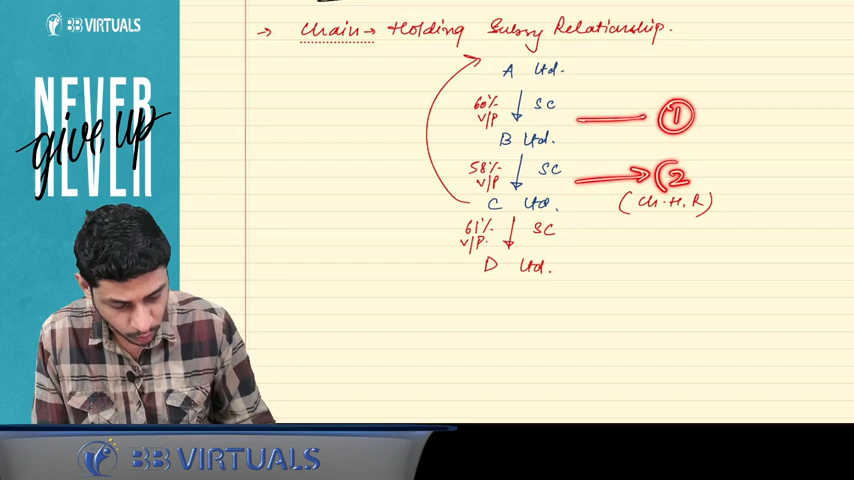 BB VIRTUALS
NEVER
give up
NEVER
→ Chain → Holding Subsy Relationship.
A Ltd.
60% v/p SC
①
B Ltd.
58% v/p SC
2
(Ch. H. R)
C Ltd.
61% v/p. SC
D Ltd.
BB VIRTUALS